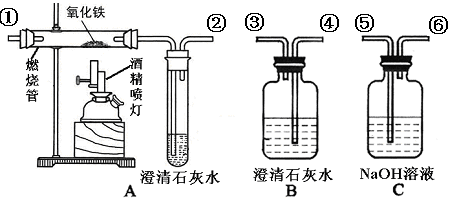 ① 氧化铁 ② ③ ④ ⑤ ⑥
燃烧管
酒精喷灯
A 澄清石灰水
澄清石灰水
B
NaOH溶液
C